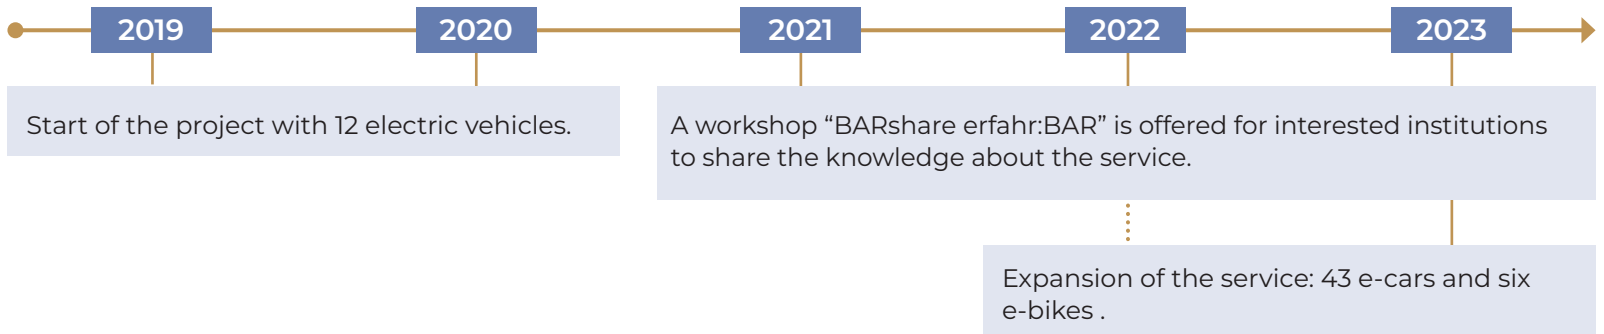 2019
2020
2021
2022
2023
Start of the project with 12 electric vehicles.
A workshop “BARshare erfahr:BAR” is offered for interested institutions
to share the knowledge about the service.
Expansion of the service: 43 e-cars and six
e-bikes .